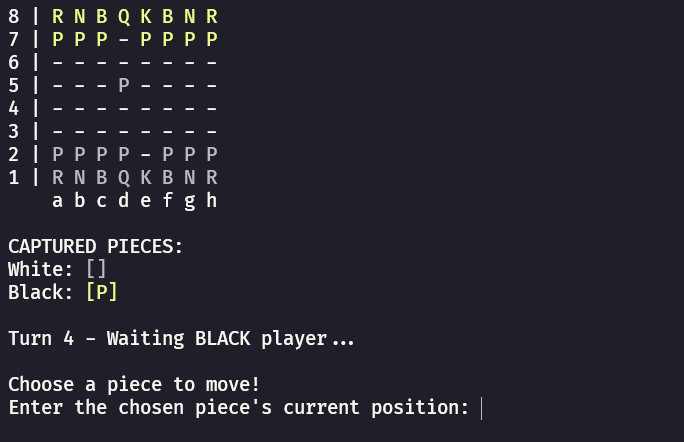 8 | R N B Q K B N R
7 | P P P - P P P P
6 | - - - - - - - -
5 | - - - P - - - -
4 | - - - - - - - -
3 | - - - - - - - -
2 | P P P P - P P P
1 | R N B Q K B N R
a b c d e f g h
CAPTURED PIECES:
White: []
Black: [P]
Turn 4 - Waiting BLACK player...
Choose a piece to move!
Enter the chosen piece's current position: